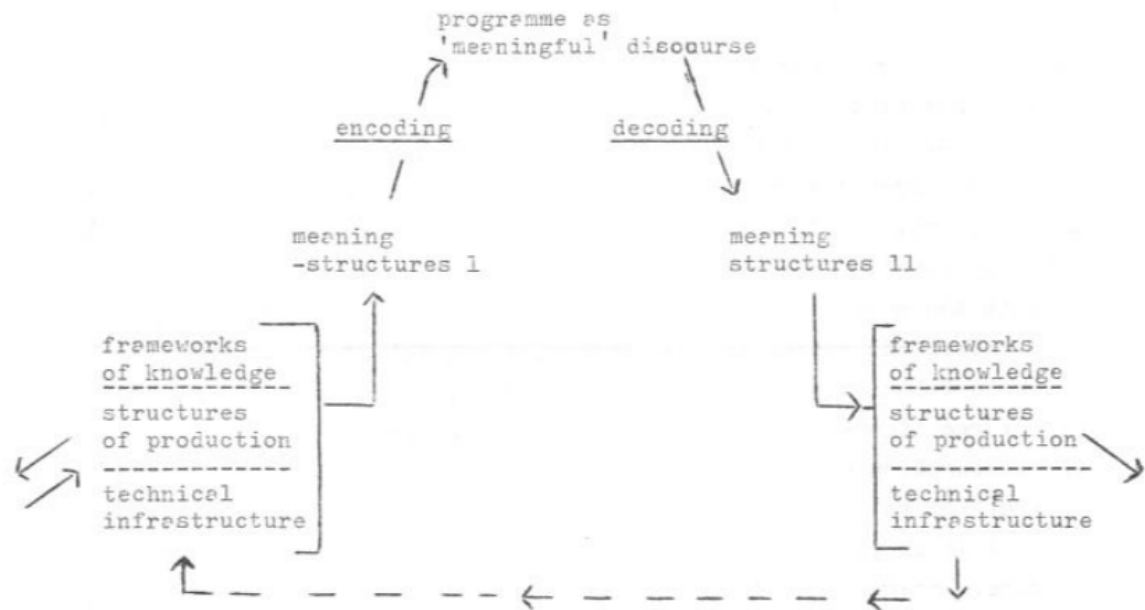 programme as
'meaningful' discourse
encoding
decoding
meaning
-structures 1
meaning
structures 11
frameworks
of knowledge
structures
of production
technical
infrastructure
frameworks
of knowledge
structures
of production
technical
infrastructure